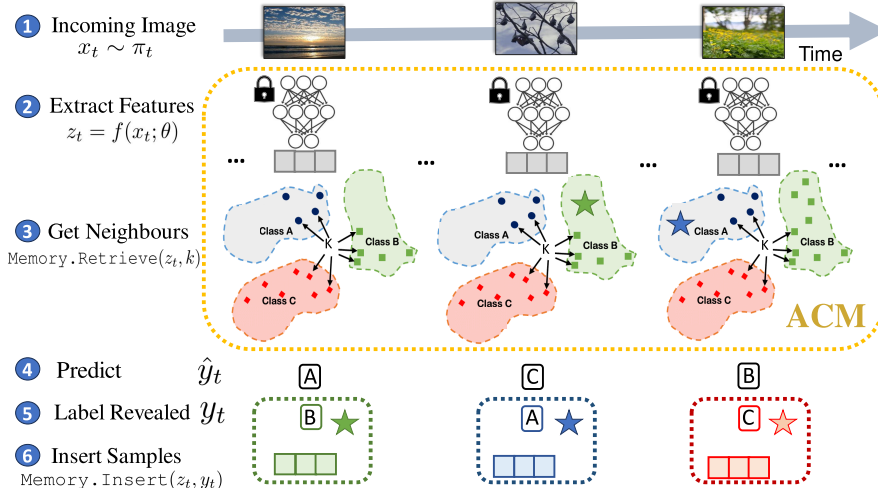 1 Incoming Image
x_t ∼ π_t
Time
2 Extract Features
z_t = f(x_t; θ)
... ... ... ...
3 Get Neighbours
Memory.Retrieve(z_t, k)
Class A K Class B Class C
Class A K Class B Class C
Class A K Class B Class C
ACM
4 Predict ŷ_t A C B
5 Label Revealed y_t B A C
6 Insert Samples
Memory.Insert(z_t, y_t)